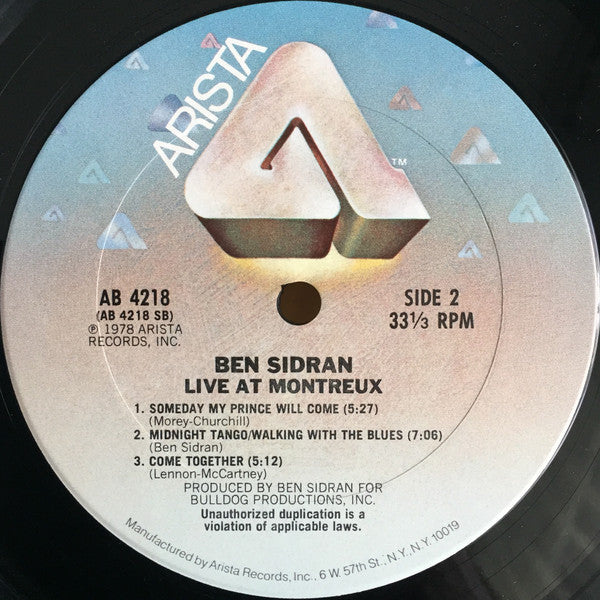 ARISTA
TM
AB 4218
(AB 4218 SB)
℗ 1978 ARISTA
RECORDS, INC.
SIDE 2
33⅓ RPM
BEN SIDRAN
LIVE AT MONTREUX
1. SOMEDAY MY PRINCE WILL COME (5:27)
(Morey-Churchill)
2. MIDNIGHT TANGO/WALKING WITH THE BLUES (7:06)
(Ben Sidran)
3. COME TOGETHER (5:12)
(Lennon-McCartney)
PRODUCED BY BEN SIDRAN FOR
BULLDOG PRODUCTIONS, INC.
Unauthorized duplication is a
violation of applicable laws.
Manufactured by Arista Records, Inc., 6 W. 57th St., N.Y., N.Y. 10019